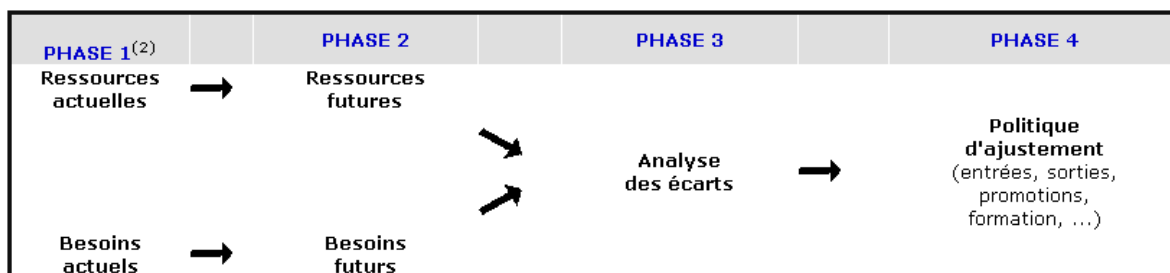 PHASE 1(2)
PHASE 2
PHASE 3
PHASE 4
Ressources
actuelles
Ressources
futures
Analyse
des écarts
Politique
d'ajustement
(entrées, sorties,
promotions,
formation, ...)
Besoins
actuels
Besoins
futurs